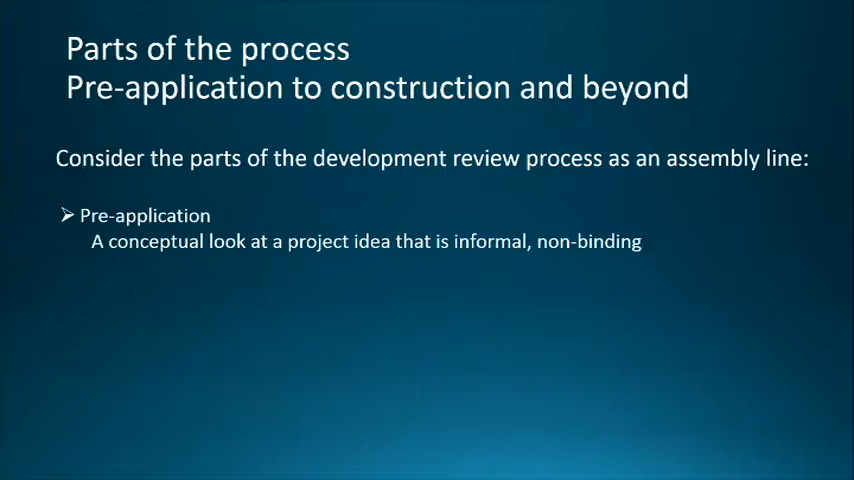 Parts of the process
Pre-application to construction and beyond
Consider the parts of the development review process as an assembly line:
➢ Pre-application
A conceptual look at a project idea that is informal, non-binding